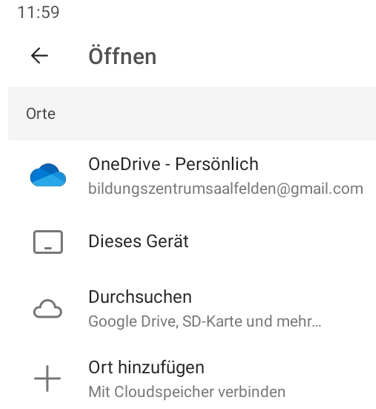 11:59
Öffnen
Orte
OneDrive - Persönlich
bildungszentrumsaalfelden@gmail.com
Dieses Gerät
Durchsuchen
Google Drive, SD-Karte und mehr...
Ort hinzufügen
Mit Cloudspeicher verbinden